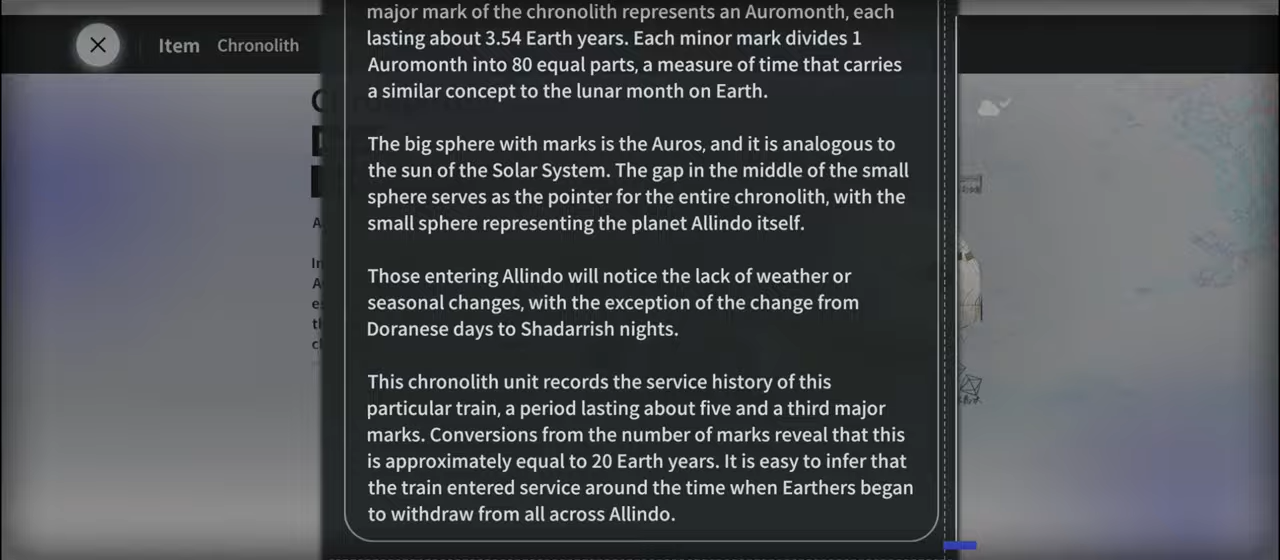 major mark of the chronolith represents an Auromonth, each
Item Chronolith
lasting about 3.54 Earth years. Each minor mark divides 1
Auromonth into 80 equal parts, a measure of time that carries
a similar concept to the lunar month on Earth.
The big sphere with marks is the Auros, and it is analogous to
the sun of the Solar System. The gap in the middle of the small
sphere serves as the pointer for the entire chronolith, with the
small sphere representing the planet Allindo itself.
Those entering Allindo will notice the lack of weather or
seasonal changes, with the exception of the change from
Doranese days to Shadarrish nights.
This chronolith unit records the service history of this
particular train, a period lasting about five and a third major
marks. Conversions from the number of marks reveal that this
is approximately equal to 20 Earth years. It is easy to infer that
the train entered service around the time when Earthers began
to withdraw from all across Allindo.